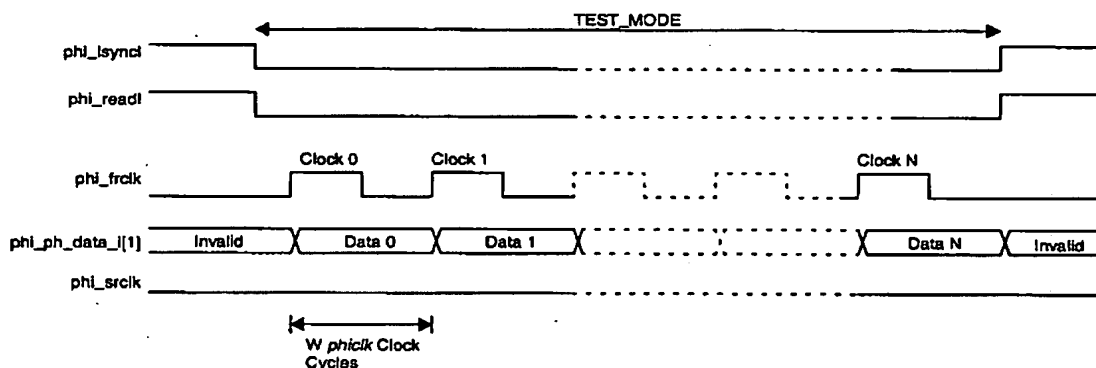 TEST_MODE
phi_lsyncl
phi_readl
Clock 0 Clock 1 Clock N
phi_frclk
phi_ph_data_i[1] Invalid Data 0 Data 1 Data N Invalid
phi_srclk
W phiclk Clock
Cycles